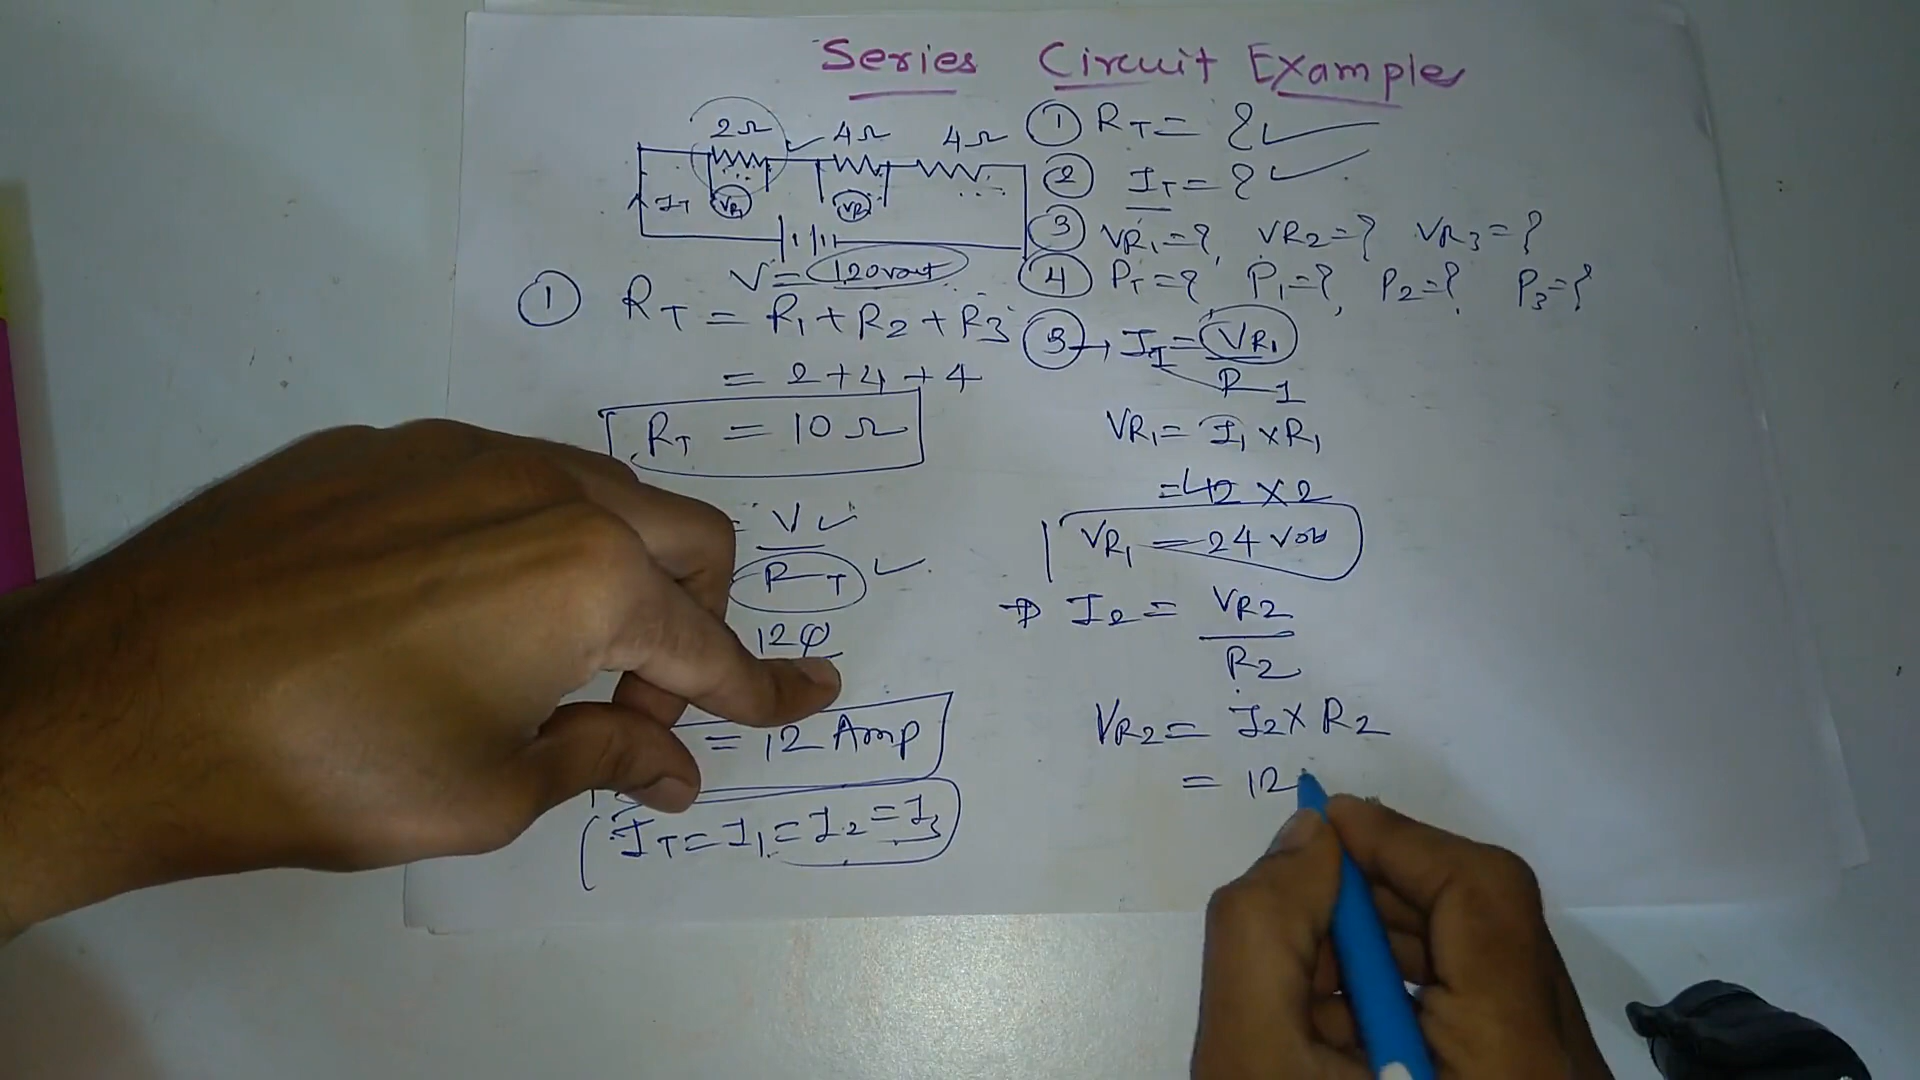 Series Circuit Example
2Ω 4Ω 4Ω
IT VR1 VR2
V = 120volt
① RT = ?
② IT = ?
③ VR1 = ?, VR2 = ? VR3 = ?
④ PT = ? P1 = ?, P2 = ?, P3 = ?
① RT = R1 + R2 + R3
= 2 + 4 + 4
RT = 10 Ω
= V
RT
120
= 12 Amp
IT = I1 = I2 = I3
③ → I1 = VR1
R1
VR1 = I1 × R1
= 12 × 2
VR1 = 24 Volt
⇒ I2 = VR2
R2
VR2 = I2 × R2
= 12